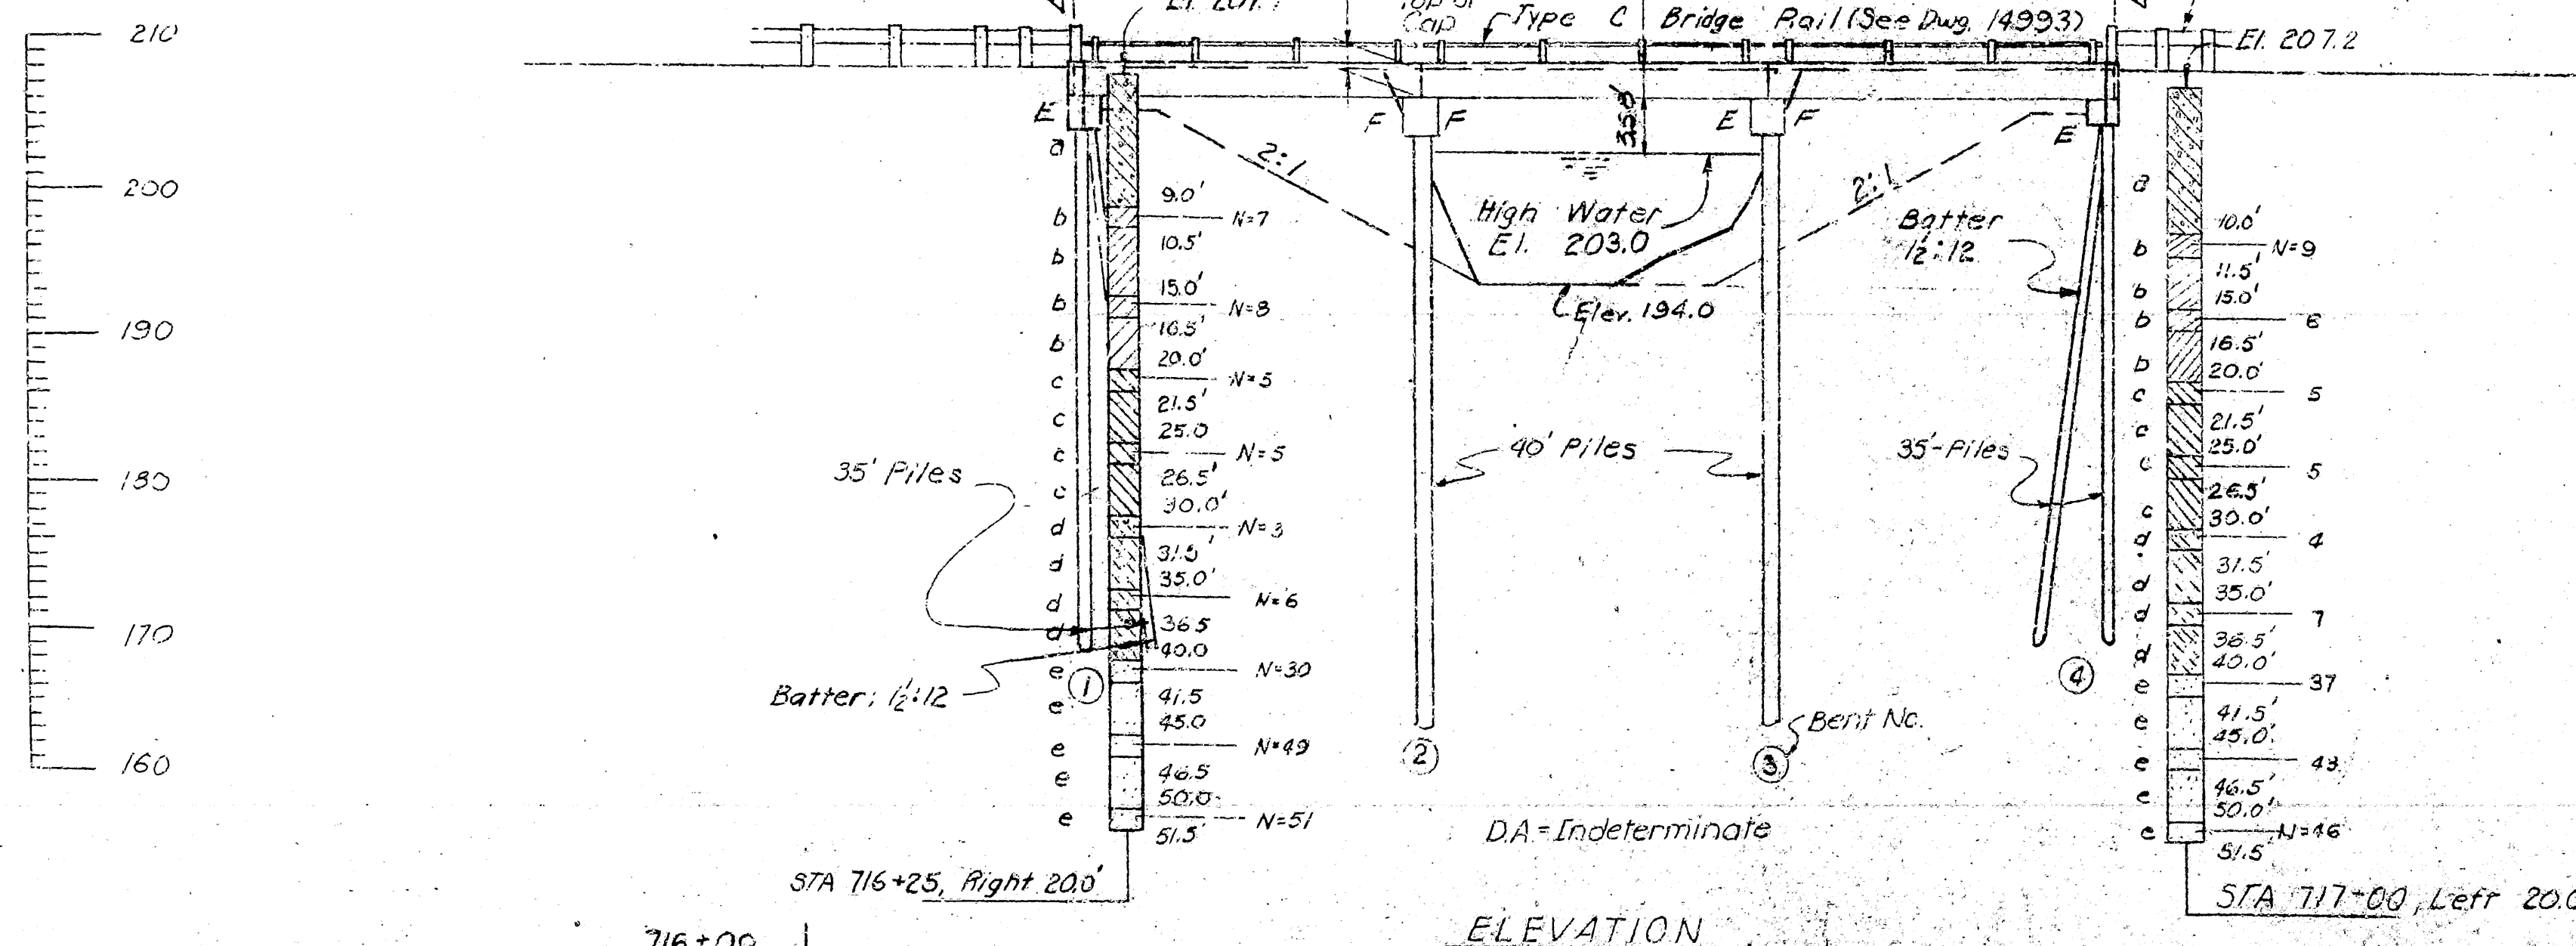 210
200
190
180
170
160
Cap
Type C Bridge Rail (See Dwg. 14993)
El. 207.2
E
F F
E F
E
2:1
2:1
High Water
El. 203.0
Elev. 194.0
Batter
1½:12
35' Piles
40' Piles
35'-Piles
Batter: 1½:12
a
b
b
b
b
c
c
c
c
d
d
d
d
e
e
e
e
e
9.0'
N=7
10.5'
15.0'
N=8
16.5'
20.0'
N=5
21.5'
25.0
N=5
26.5'
30.0'
N=3
31.5'
35.0'
N=6
36.5
40.0
N=30
41.5
45.0
N=49
46.5
50.0
N=51
51.5'
1
2
3
4
Bent No.
D.A.=Indeterminate
a
b
b
b
b
c
c
c
c
d
d
d
d
e
e
e
e
e
10.0'
N=9
11.5'
15.0'
6
16.5'
20.0'
5
21.5'
25.0'
5
26.5'
30.0'
4
31.5'
35.0'
7
36.5'
40.0'
37
41.5'
45.0'
43
46.5'
50.0'
N=46
51.5'
STA 716+25, Right 20.0'
STA 717+00, Left 20.0
716+00
ELEVATION